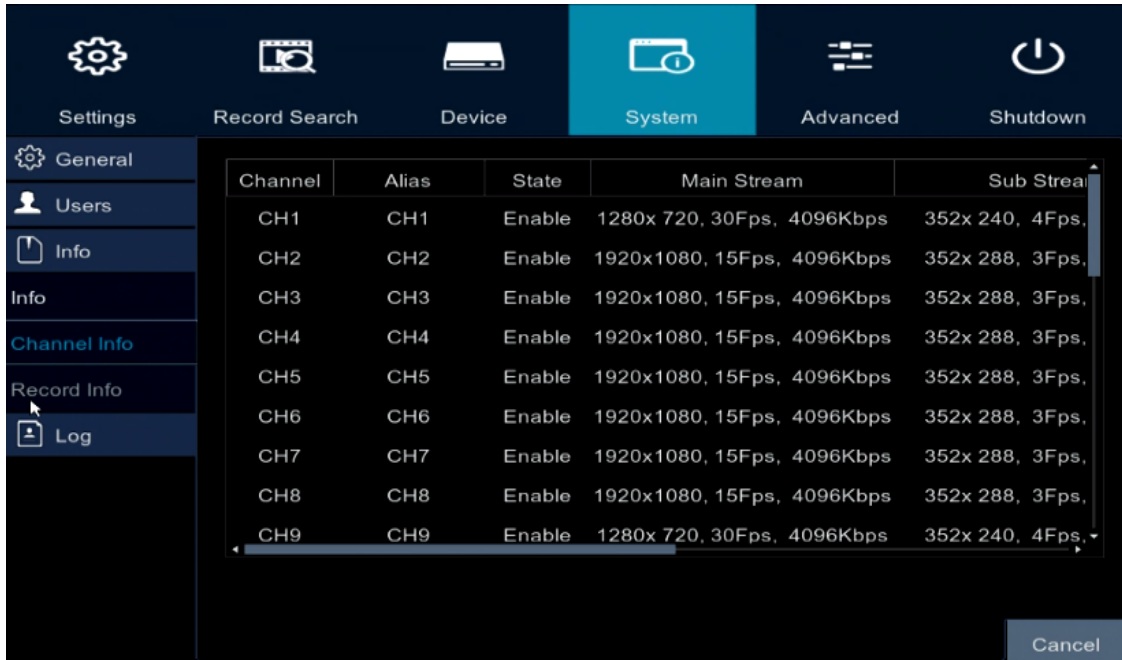 Settings Record Search Device System Advanced Shutdown
General
Users
Info
Info
Channel Info
Record Info
Log
Channel Alias State Main Stream Sub Strea
CH1 CH1 Enable 1280x 720, 30Fps, 4096Kbps 352x 240, 4Fps,
CH2 CH2 Enable 1920x1080, 15Fps, 4096Kbps 352x 288, 3Fps,
CH3 CH3 Enable 1920x1080, 15Fps, 4096Kbps 352x 288, 3Fps,
CH4 CH4 Enable 1920x1080, 15Fps, 4096Kbps 352x 288, 3Fps,
CH5 CH5 Enable 1920x1080, 15Fps, 4096Kbps 352x 288, 3Fps,
CH6 CH6 Enable 1920x1080, 15Fps, 4096Kbps 352x 288, 3Fps,
CH7 CH7 Enable 1920x1080, 15Fps, 4096Kbps 352x 288, 3Fps,
CH8 CH8 Enable 1920x1080, 15Fps, 4096Kbps 352x 288, 3Fps,
CH9 CH9 Enable 1280x 720, 30Fps, 4096Kbps 352x 240, 4Fps,
Cancel